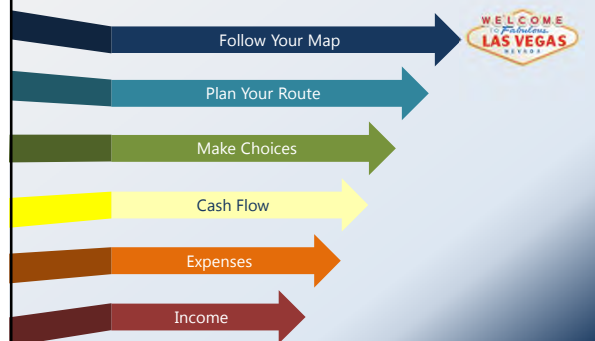 WELCOME
TO Fabulous
LAS VEGAS
NEVADA
Follow Your Map
Plan Your Route
Make Choices
Cash Flow
Expenses
Income